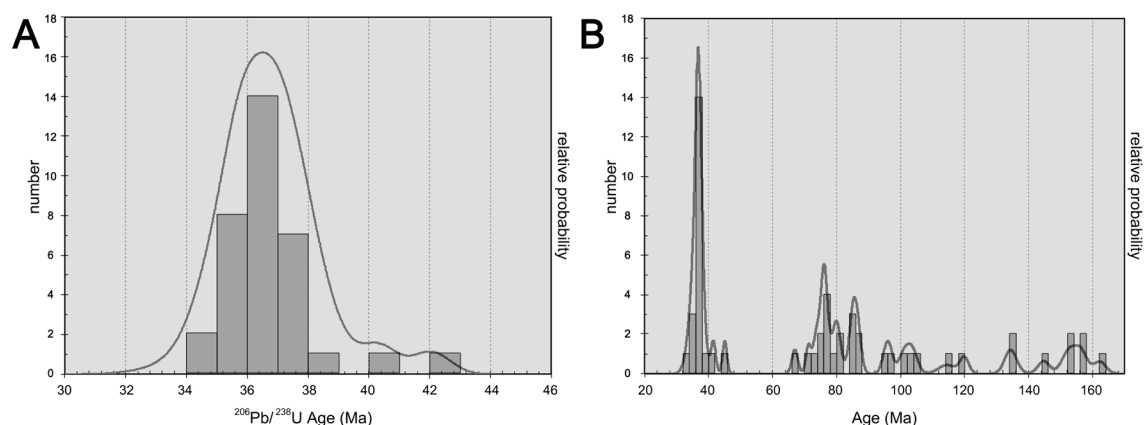 A
18
16
14
12
10
8
6
4
2
0
number
relative probability
30 32 34 36 38 40 42 44 46
²⁰⁶Pb/²³⁸U Age (Ma)
B
18
16
14
12
10
8
6
4
2
0
number
relative probability
20 40 60 80 100 120 140 160
Age (Ma)